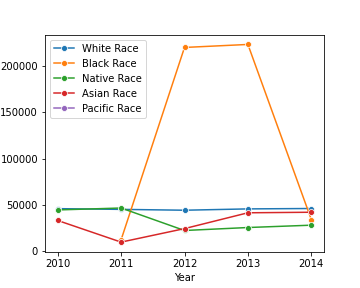 White Race
Black Race
Native Race
Asian Race
Pacific Race
200000
150000
100000
50000
0
2010 2011 2012 2013 2014
Year